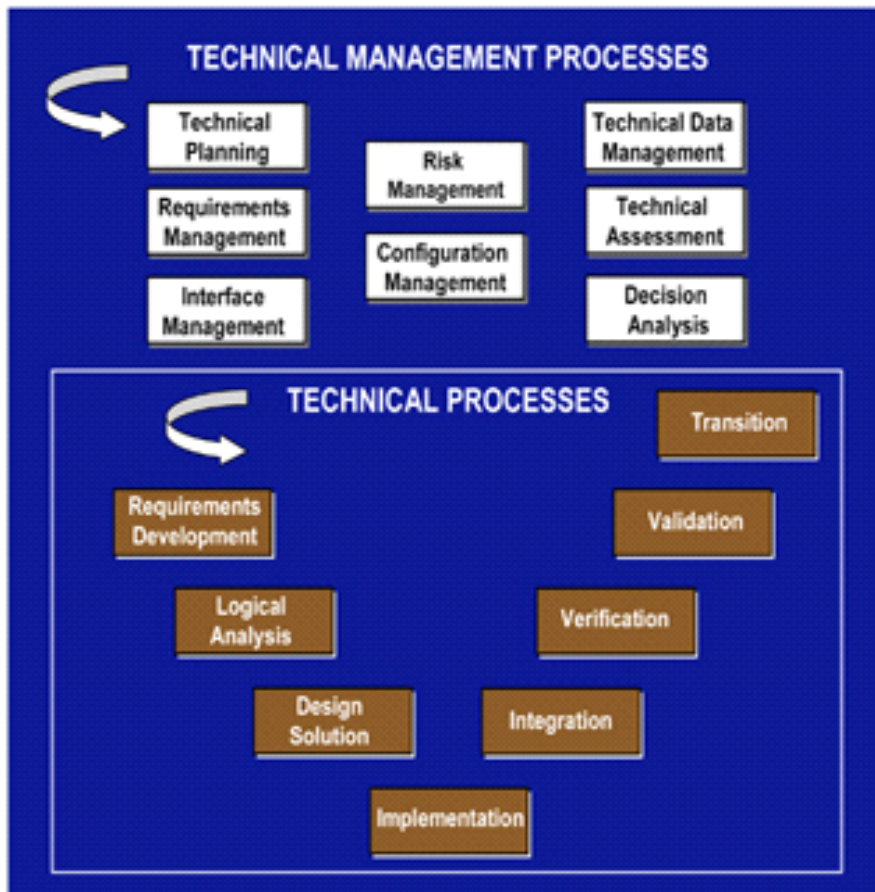 TECHNICAL MANAGEMENT PROCESSES
Technical
Planning
Requirements
Management
Interface
Management
Risk
Management
Configuration
Management
Technical Data
Management
Technical
Assessment
Decision
Analysis
TECHNICAL PROCESSES
Requirements
Development
Logical
Analysis
Design
Solution
Implementation
Integration
Verification
Validation
Transition